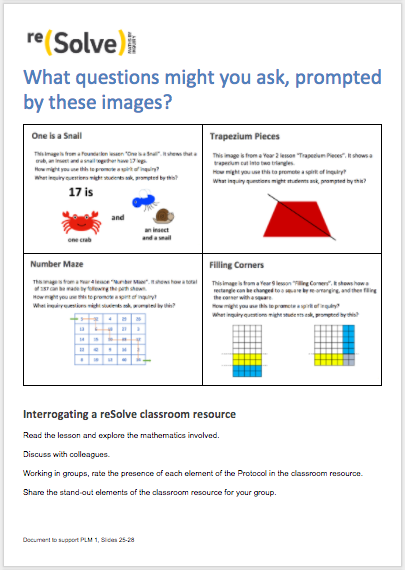 re(Solve) MATHS BY INQUIRY
What questions might you ask, prompted
by these images?
One is a Snail
This image is from a Foundation lesson "One is a Snail". It shows that a
crab, an insect and a snail together have 17 legs.
How might you use this to promote a spirit of inquiry?
What inquiry questions might students ask, prompted by this?
17 is
and
one crab
an insect
and a snail
Trapezium Pieces
This image is from a Year 2 lesson "Trapezium Pieces". It shows a
trapezium cut into two triangles.
How might you use this to promote a spirit of inquiry?
What inquiry questions might students ask, prompted by this?
Number Maze
This image is from a Year 4 lesson "Number Maze". It shows how a total
of 187 can be made by following the path shown.
How might you use this to promote a spirit of inquiry?
What inquiry questions might students ask, prompted by this?
Filling Corners
This image is from a Year 9 lesson "Filling Corners". It shows how a
rectangle can be changed to a square by re-arranging, and then filling
the corner with a square.
How might you use this to promote a spirit of inquiry?
What inquiry questions might students ask, prompted by this?
Interrogating a reSolve classroom resource
Read the lesson and explore the mathematics involved.
Discuss with colleagues.
Working in groups, rate the presence of each element of the Protocol in the classroom resource.
Share the stand-out elements of the classroom resource for your group.
Document to support PLM 1, Slides 25-28